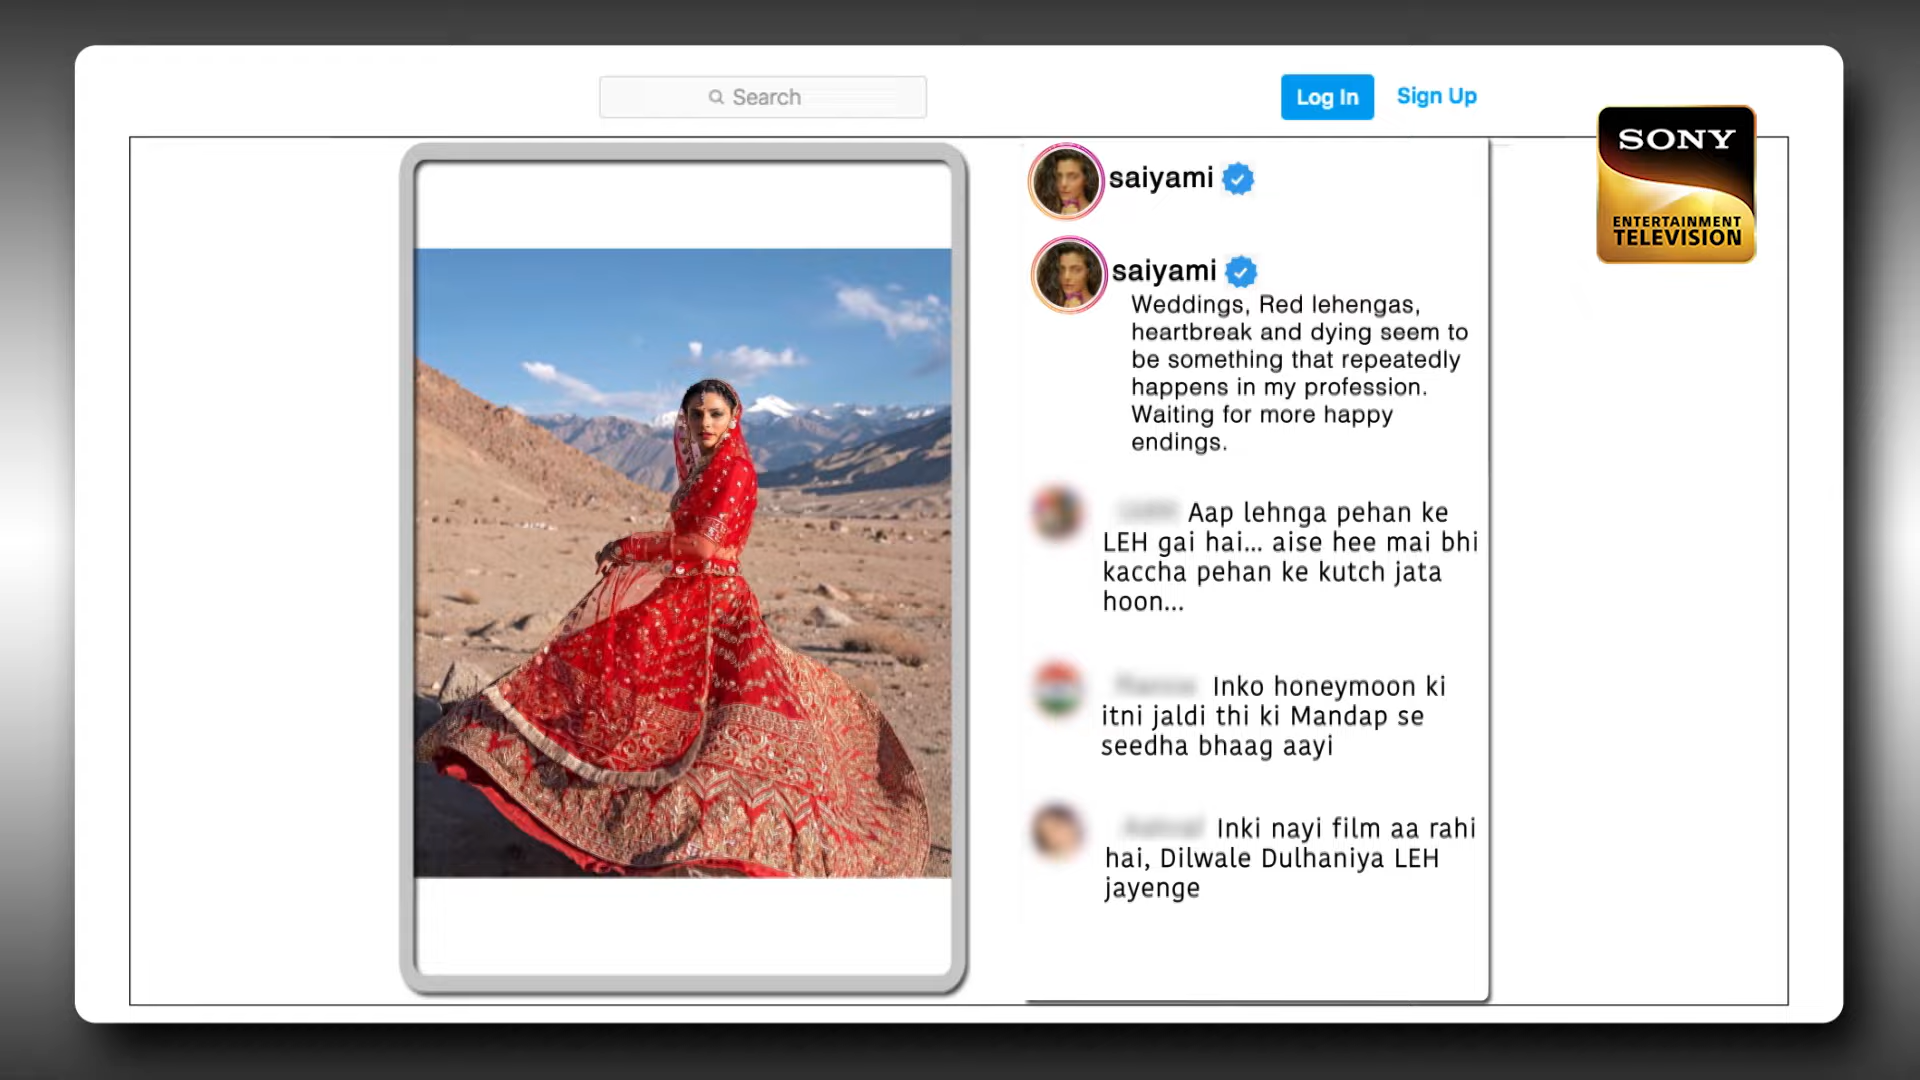 Search
Log In
Sign Up
SONY
ENTERTAINMENT
TELEVISION
saiyami
saiyami
Weddings, Red lehengas,
heartbreak and dying seem to
be something that repeatedly
happens in my profession.
Waiting for more happy
endings.
Aap lehnga pehan ke
LEH gai hai... aise hee mai bhi
kaccha pehan ke kutch jata
hoon...
Inko honeymoon ki
itni jaldi thi ki Mandap se
seedha bhaag aayi
Inki nayi film aa rahi
hai, Dilwale Dulhaniya LEH
jayenge